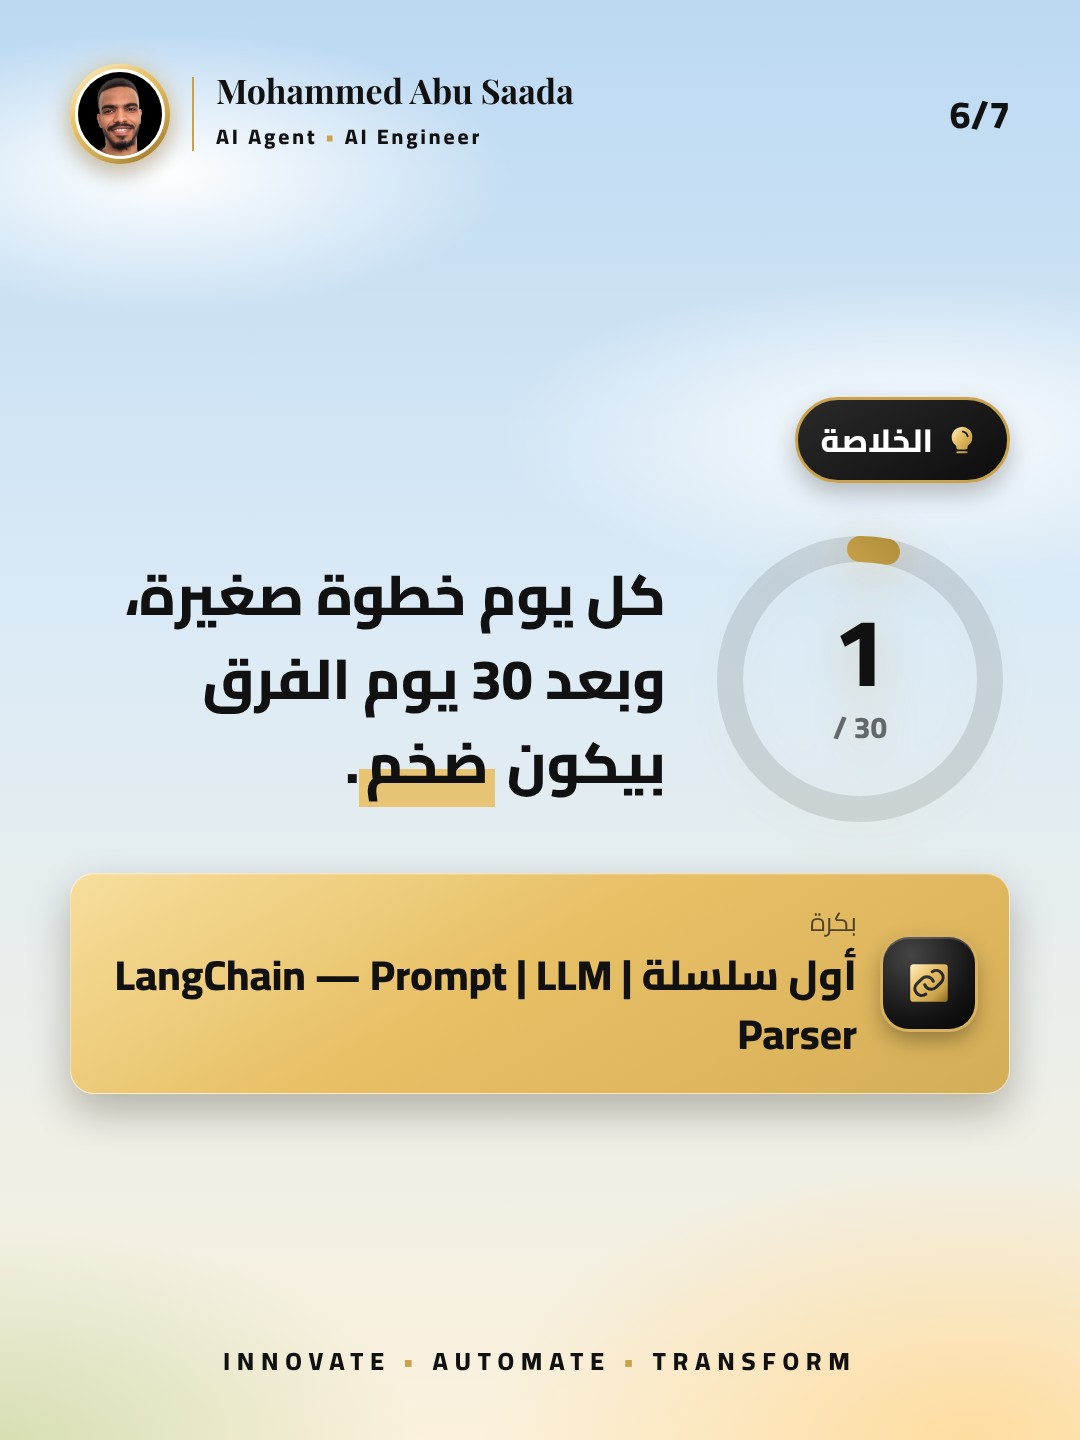 Mohammed Abu Saada
AI Agent ▪ AI Engineer
6/7
الخلاصة
1
/ 30
كل يوم خطوة صغيرة،
وبعد 30 يوم الفرق
بيكون ضخم.
بكرة
أول سلسلة LangChain — Prompt | LLM |
Parser
INNOVATE ▪ AUTOMATE ▪ TRANSFORM